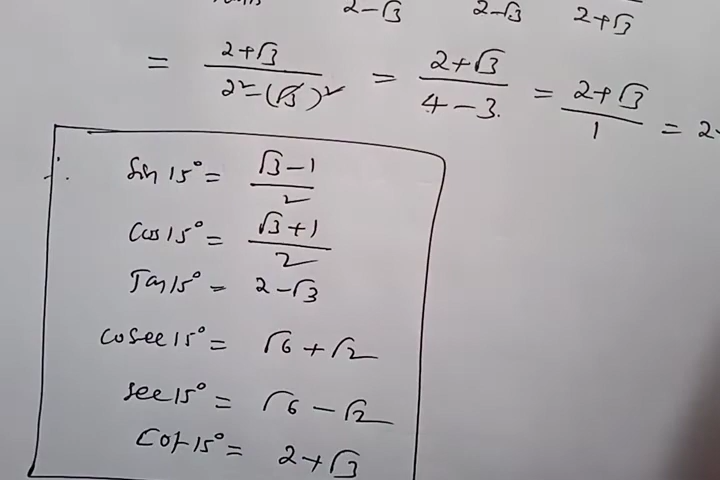 2-√3 2-√3 2+√3
= 2+√3 / 2²-(√3)² = 2+√3 / 4-3. = 2+√3 / 1 = 2
∴ Sin 15° = √3-1 / 2
Cos 15° = √3+1 / 2
Tan 15° = 2-√3
Cosec 15° = √6+√2
Sec 15° = √6-√2
Cot 15° = 2+√3